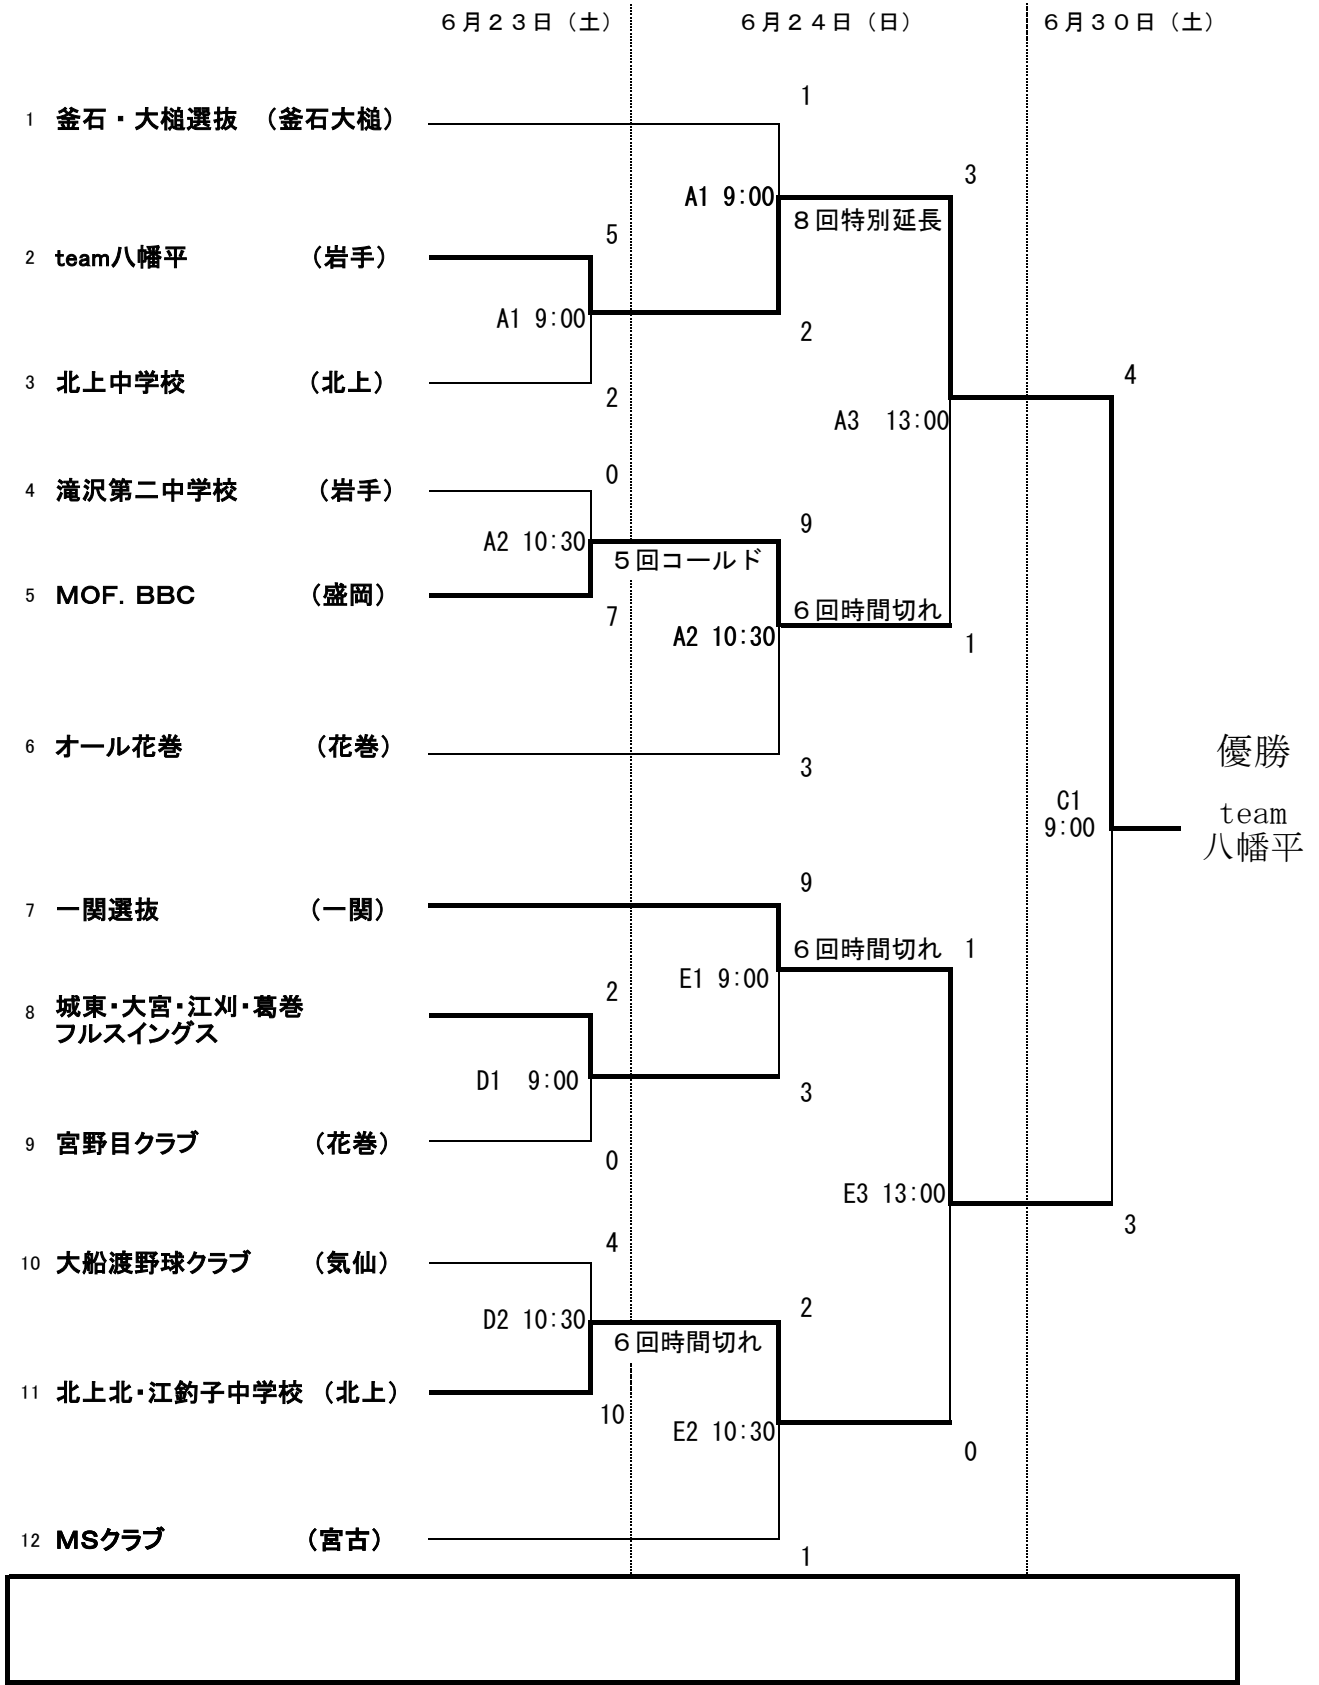 ６月２３日（土） ６月２４日（日） ６月３０日（土）
1
1 釜石・大槌選抜 （釜石大槌）
3
A1 9:00
８回特別延長
5
2 team八幡平 （岩手）
A1 9:00
2
4
3 北上中学校 （北上）
2
A3 13:00
0
4 滝沢第二中学校 （岩手）
9
A2 10:30
５回コールド
5 MOF．BBC （盛岡）
7
６回時間切れ
A2 10:30
1
6 オール花巻 （花巻）
3
優勝
C1
9:00
team
八幡平
9
7 一関選抜 （一関）
６回時間切れ
1
E1 9:00
2
8 城東・大宮・江刈・葛巻
フルスイングス
D1 9:00
3
9 宮野目クラブ （花巻）
0
E3 13:00
3
4
10 大船渡野球クラブ （気仙）
2
D2 10:30
６回時間切れ
11 北上北・江釣子中学校 （北上）
10
E2 10:30
0
12 MSクラブ （宮古）
1